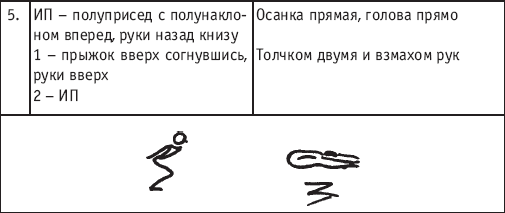 5. ИП – полуприсед с полунакло-
ном вперед, руки назад книзу
1 – прыжок вверх согнувшись,
руки вверх
2 – ИП
Осанка прямая, голова прямо
Толчком двумя и взмахом рук